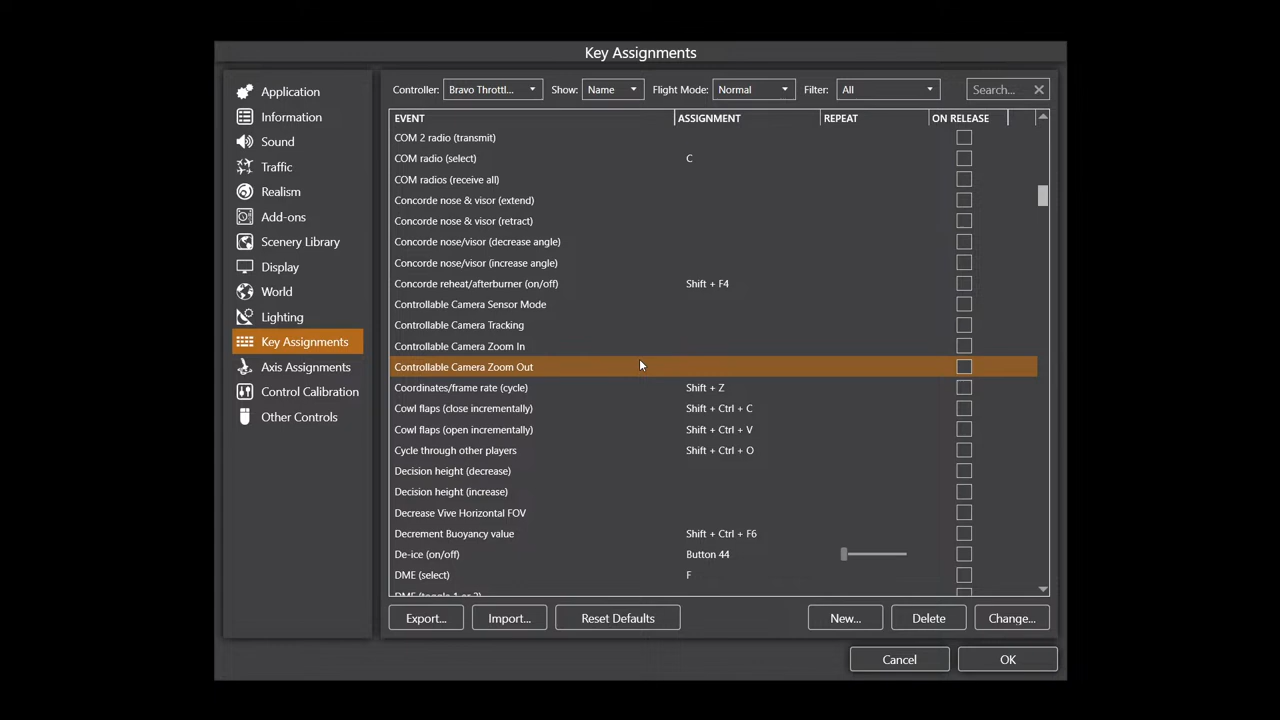 Key Assignments
Application
Information
Sound
Traffic
Realism
Add-ons
Scenery Library
Display
World
Lighting
Key Assignments
Axis Assignments
Control Calibration
Other Controls
Controller: Bravo Throttl... Show: Name Flight Mode: Normal Filter: All Search...
EVENT ASSIGNMENT REPEAT ON RELEASE
COM 2 radio (transmit)
COM radio (select) C
COM radios (receive all)
Concorde nose & visor (extend)
Concorde nose & visor (retract)
Concorde nose/visor (decrease angle)
Concorde nose/visor (increase angle)
Concorde reheat/afterburner (on/off) Shift + F4
Controllable Camera Sensor Mode
Controllable Camera Tracking
Controllable Camera Zoom In
Controllable Camera Zoom Out
Coordinates/frame rate (cycle) Shift + Z
Cowl flaps (close incrementally) Shift + Ctrl + C
Cowl flaps (open incrementally) Shift + Ctrl + V
Cycle through other players Shift + Ctrl + O
Decision height (decrease)
Decision height (increase)
Decrease Vive Horizontal FOV
Decrement Buoyancy value Shift + Ctrl + F6
De-ice (on/off) Button 44
DME (select) F
DME (toggle 1 or 2)
Export... Import... Reset Defaults New... Delete Change...
Cancel OK